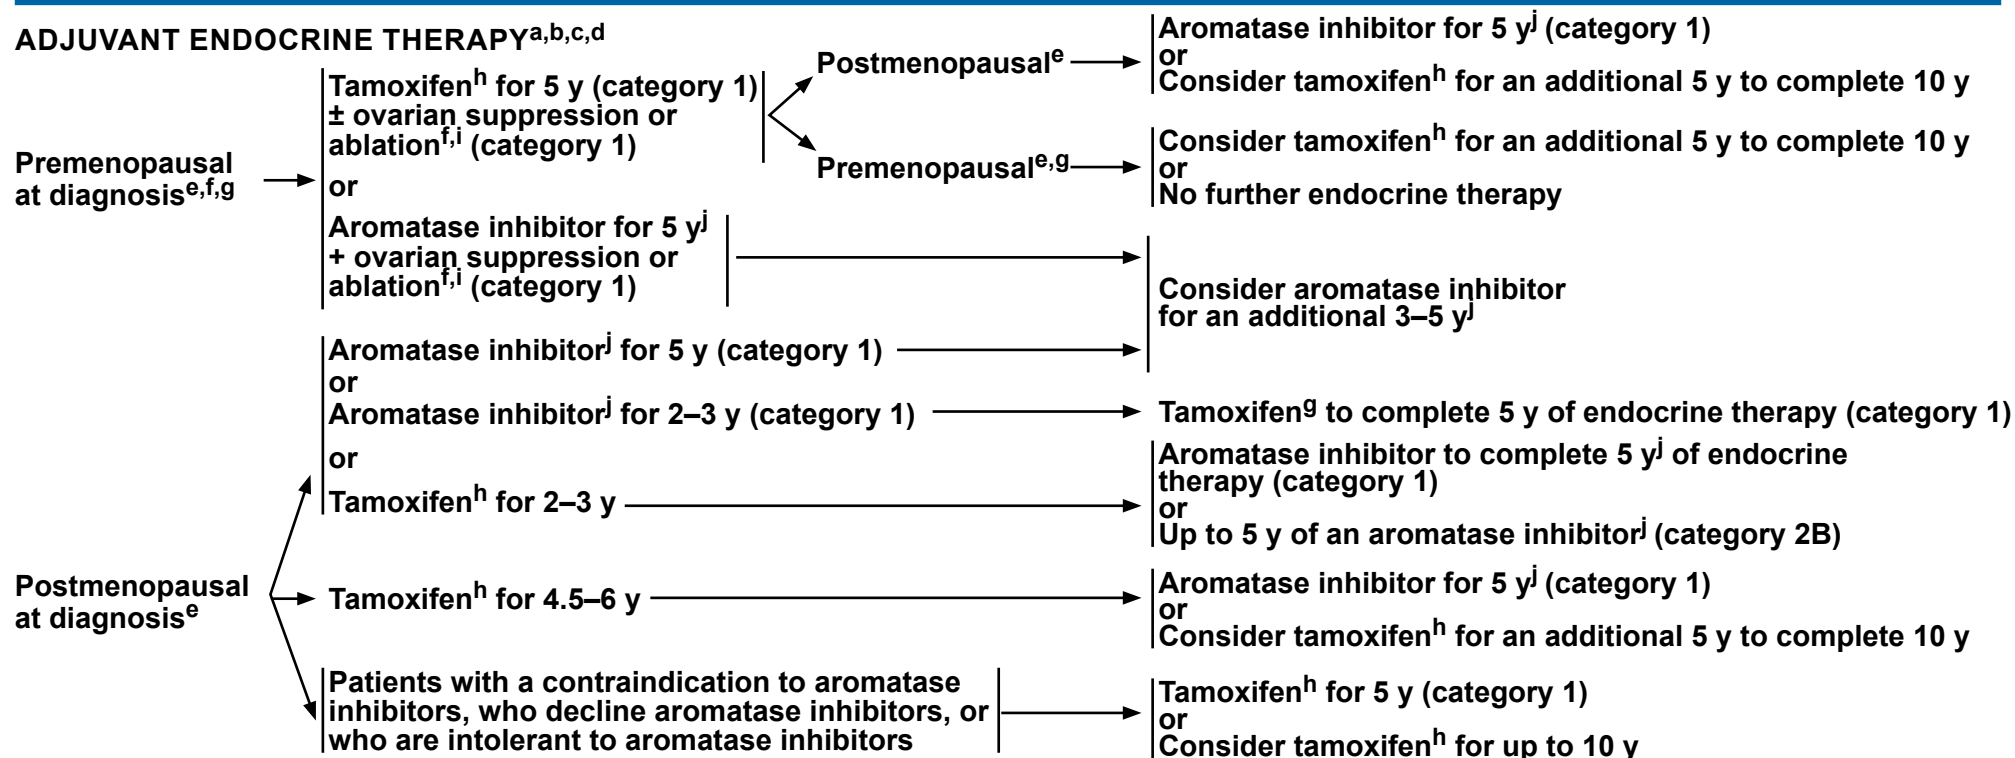 ADJUVANT ENDOCRINE THERAPYa,b,c,d
Premenopausal
at diagnosise,f,g
Tamoxifenh for 5 y (category 1)
± ovarian suppression or
ablationf,i (category 1)
or
Aromatase inhibitor for 5 yj
+ ovarian suppression or
ablationf,i (category 1)
Postmenopausale
Aromatase inhibitor for 5 yj (category 1)
or
Consider tamoxifenh for an additional 5 y to complete 10 y
Premenopausale,g
Consider tamoxifenh for an additional 5 y to complete 10 y
or
No further endocrine therapy
Consider aromatase inhibitor
for an additional 3–5 yj
Postmenopausal
at diagnosise
Aromatase inhibitorj for 5 y (category 1)
or
Aromatase inhibitorj for 2–3 y (category 1)
Tamoxifeng to complete 5 y of endocrine therapy (category 1)
or
Tamoxifenh for 2–3 y
Aromatase inhibitor to complete 5 yj of endocrine
therapy (category 1)
or
Up to 5 y of an aromatase inhibitorj (category 2B)
Tamoxifenh for 4.5–6 y
Aromatase inhibitor for 5 yj (category 1)
or
Consider tamoxifenh for an additional 5 y to complete 10 y
Patients with a contraindication to aromatase
inhibitors, who decline aromatase inhibitors, or
who are intolerant to aromatase inhibitors
Tamoxifenh for 5 y (category 1)
or
Consider tamoxifenh for up to 10 y